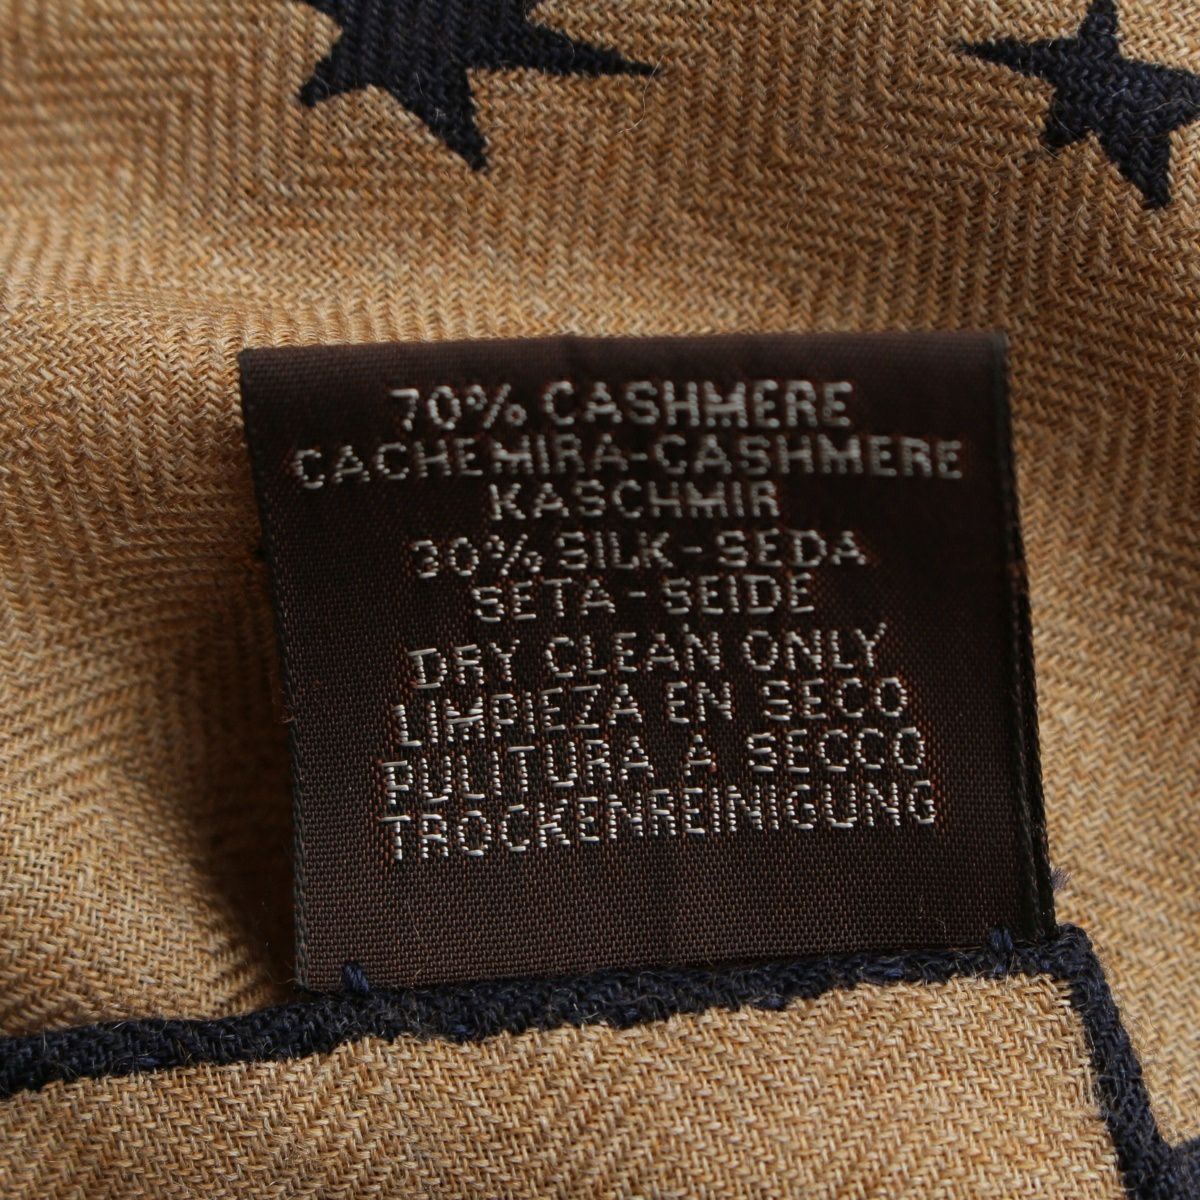 70% CASHMERE
CACHEMIRA-CASHMERE
KASCHMIR
30% SILK-SEDA
SETA-SEIDE
DRY CLEAN ONLY
LIMPIEZA EN SECO
PULITURA A SECCO
TROCKENREINIGUNG